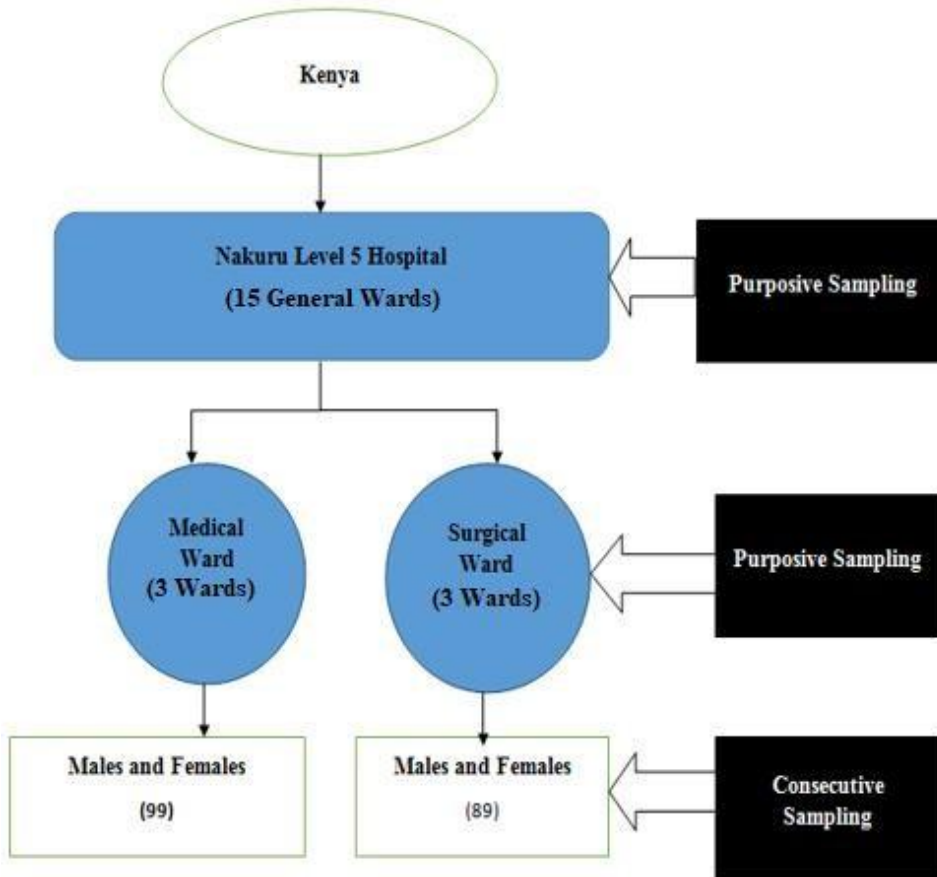 Kenya
Nakuru Level 5 Hospital
(15 General Wards)
Purposive Sampling
Medical
Ward
(3 Wards)
Surgical
Ward
(3 Wards)
Purposive Sampling
Males and Females
(99)
Males and Females
(89)
Consecutive
Sampling